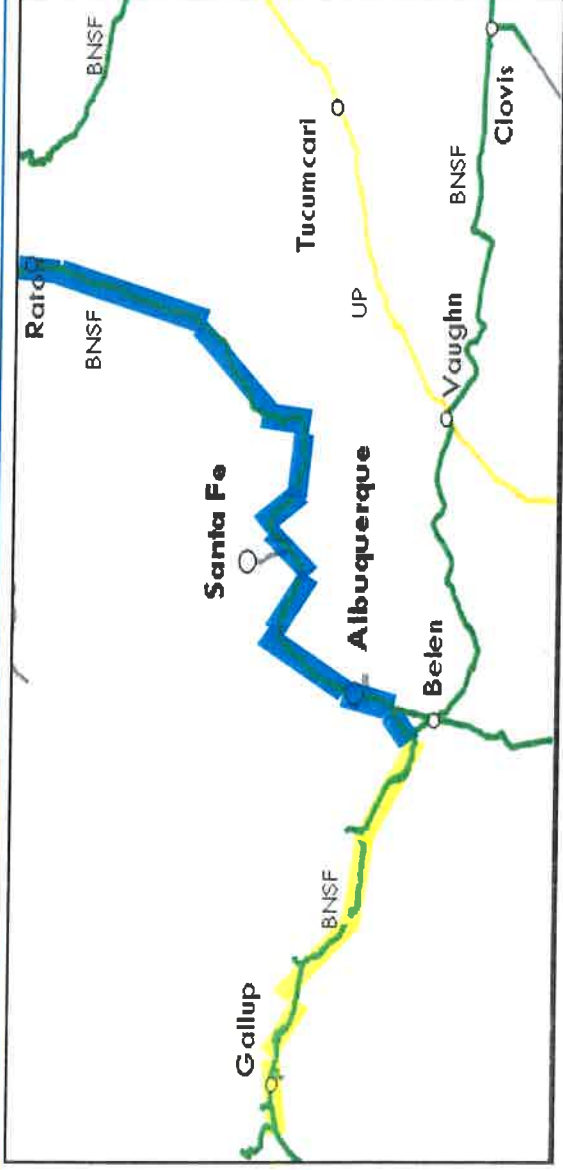 Raton
BNSF
BNSF
Santa Fe
Gallup
Tucumcari
BNSF
Albuquerque
UP
Belen
Vaughn
BNSF
Clovis